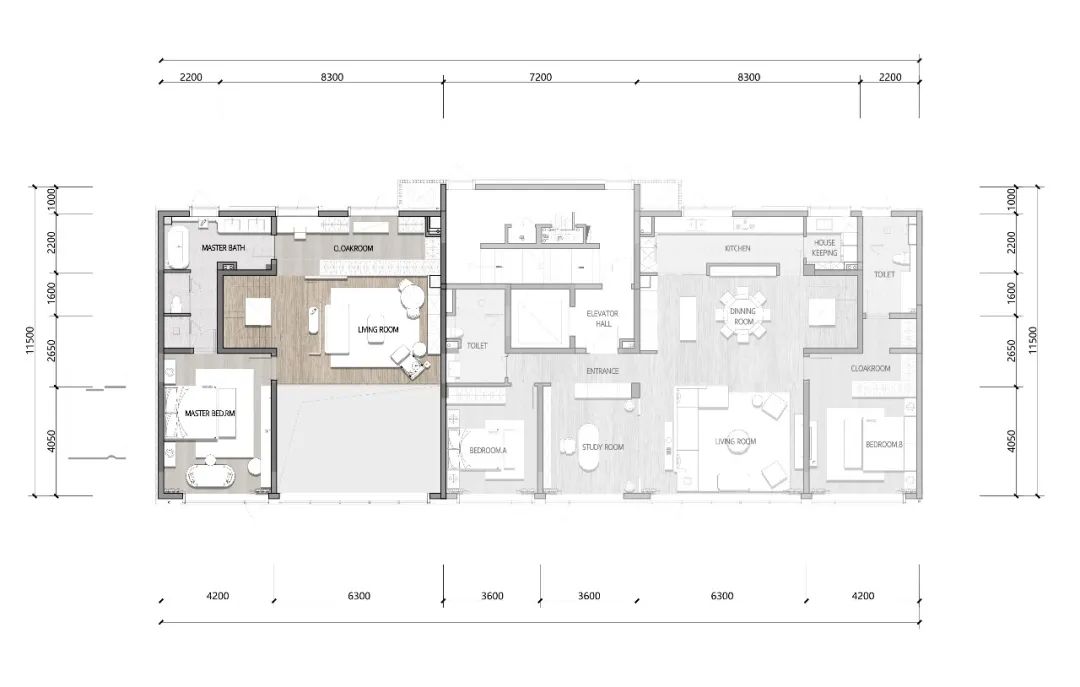 2200
8300
7200
8300
2200
1000
2200
1600
2650
4050
11500
1000
2200
1600
2650
4050
11500
MASTER BATH
CLOAKROOM
LIVING ROOM
MASTER BED.RM
KITCHEN
HOUSE
KEEPING
TOILET
ELEVATOR
HALL
DINNING
ROOM
TOILET
ENTRANCE
CLOAKROOM
BEDROOM.A
STUDY ROOM
LIVING ROOM
BEDROOM.B
4200
6300
3600
3600
6300
4200